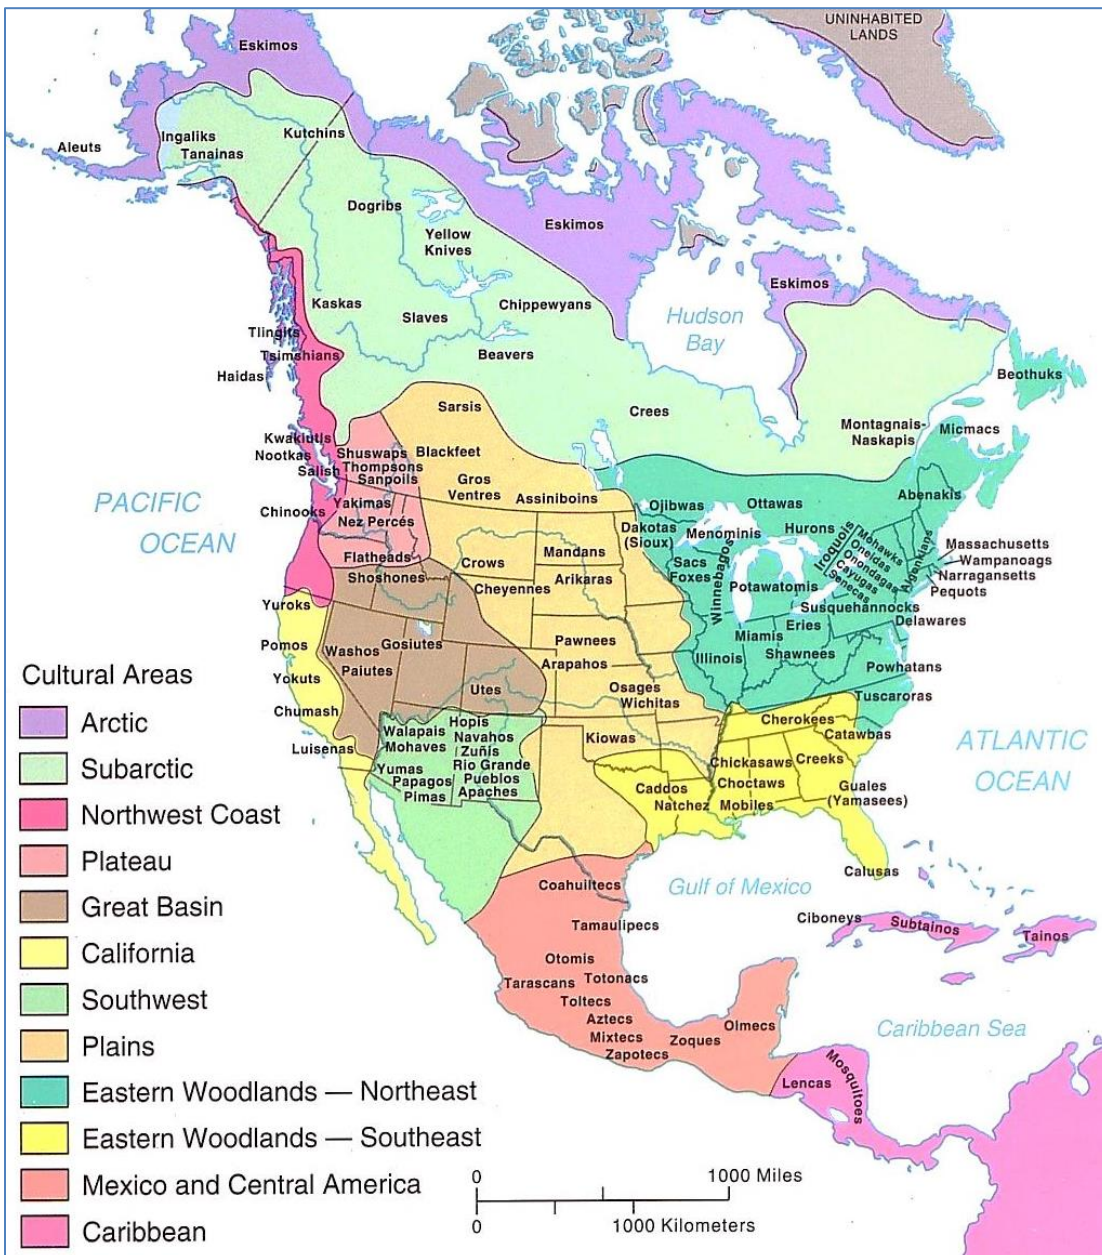 UNINHABITED
LANDS
Eskimos
Aleuts
Ingaliks
Tanainas
Kutchins
Dogribs
Yellow
Knives
Eskimos
Eskimos
Kaskas
Slaves
Chippewyans
Beavers
Hudson
Bay
Tlingits
Tsimshians
Haidas
Beothuks
Sarsis
Crees
Montagnais-
Naskapis
Micmacs
Kwakiutls
Nootkas
Salish
Shuswaps
Thompsons
Sanpoils
Blackfeet
Gros
Ventres
Assiniboins
Ojibwas
Ottawas
Abenakis
PACIFIC
OCEAN
Chinooks
Yakimas
Nez Percés
Flatheads
Dakotas
(Sioux)
Menominis
Hurons
Iroquois
Mohawks
Oneidas
Onondagas
Cayugas
Senecas
Algonkians
Massachusetts
Wampanoags
Narragansetts
Pequots
Crows
Mandans
Sacs
Foxes
Winnebagos
Potawatomis
Shoshones
Cheyennes
Arikaras
Susquehannocks
Delawares
Yuroks
Pomos
Washos
Gosiutes
Paiutes
Pawnees
Arapahos
Miamis
Eries
Illinois
Shawnees
Powhatans
Yokuts
Utes
Osages
Wichitas
Tuscaroras
Chumash
Luisenas
Walapais
Mohaves
Hopis
Navahos
Zuñis
Rio Grande
Pueblos
Apaches
Yumas
Papagos
Pimas
Kiowas
Cherokees
Catawbas
Chickasaws
Creeks
Caddos
Choctaws
Natchez
Mobiles
Guales
(Yamasees)
ATLANTIC
OCEAN
Calusas
Coahuiltecs
Gulf of Mexico
Tamaulipecs
Ciboneys
Subtainos
Tainos
Otomis
Tarascans
Totonacs
Toltecs
Aztecs
Mixtecs
Zapotecs
Zoques
Olmecs
Caribbean Sea
Lencas
Mosquitoes
Cultural Areas
Arctic
Subarctic
Northwest Coast
Plateau
Great Basin
California
Southwest
Plains
Eastern Woodlands — Northeast
Eastern Woodlands — Southeast
Mexico and Central America
Caribbean
0 1000 Miles
0 1000 Kilometers